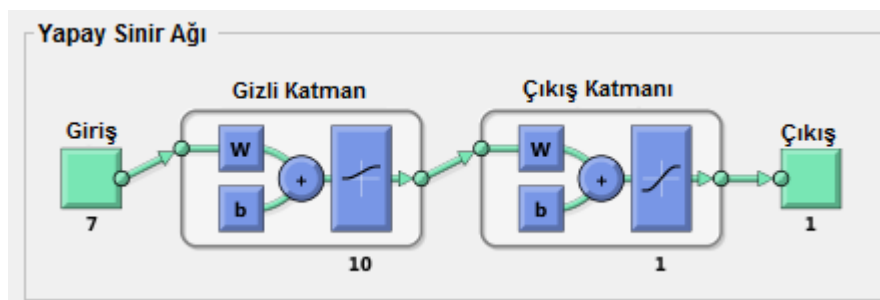 Yapay Sinir Ağı
Gizli Katman
Çıkış Katmanı
Giriş
Çıkış
W
W
+
+
b
b
7
1
10
1